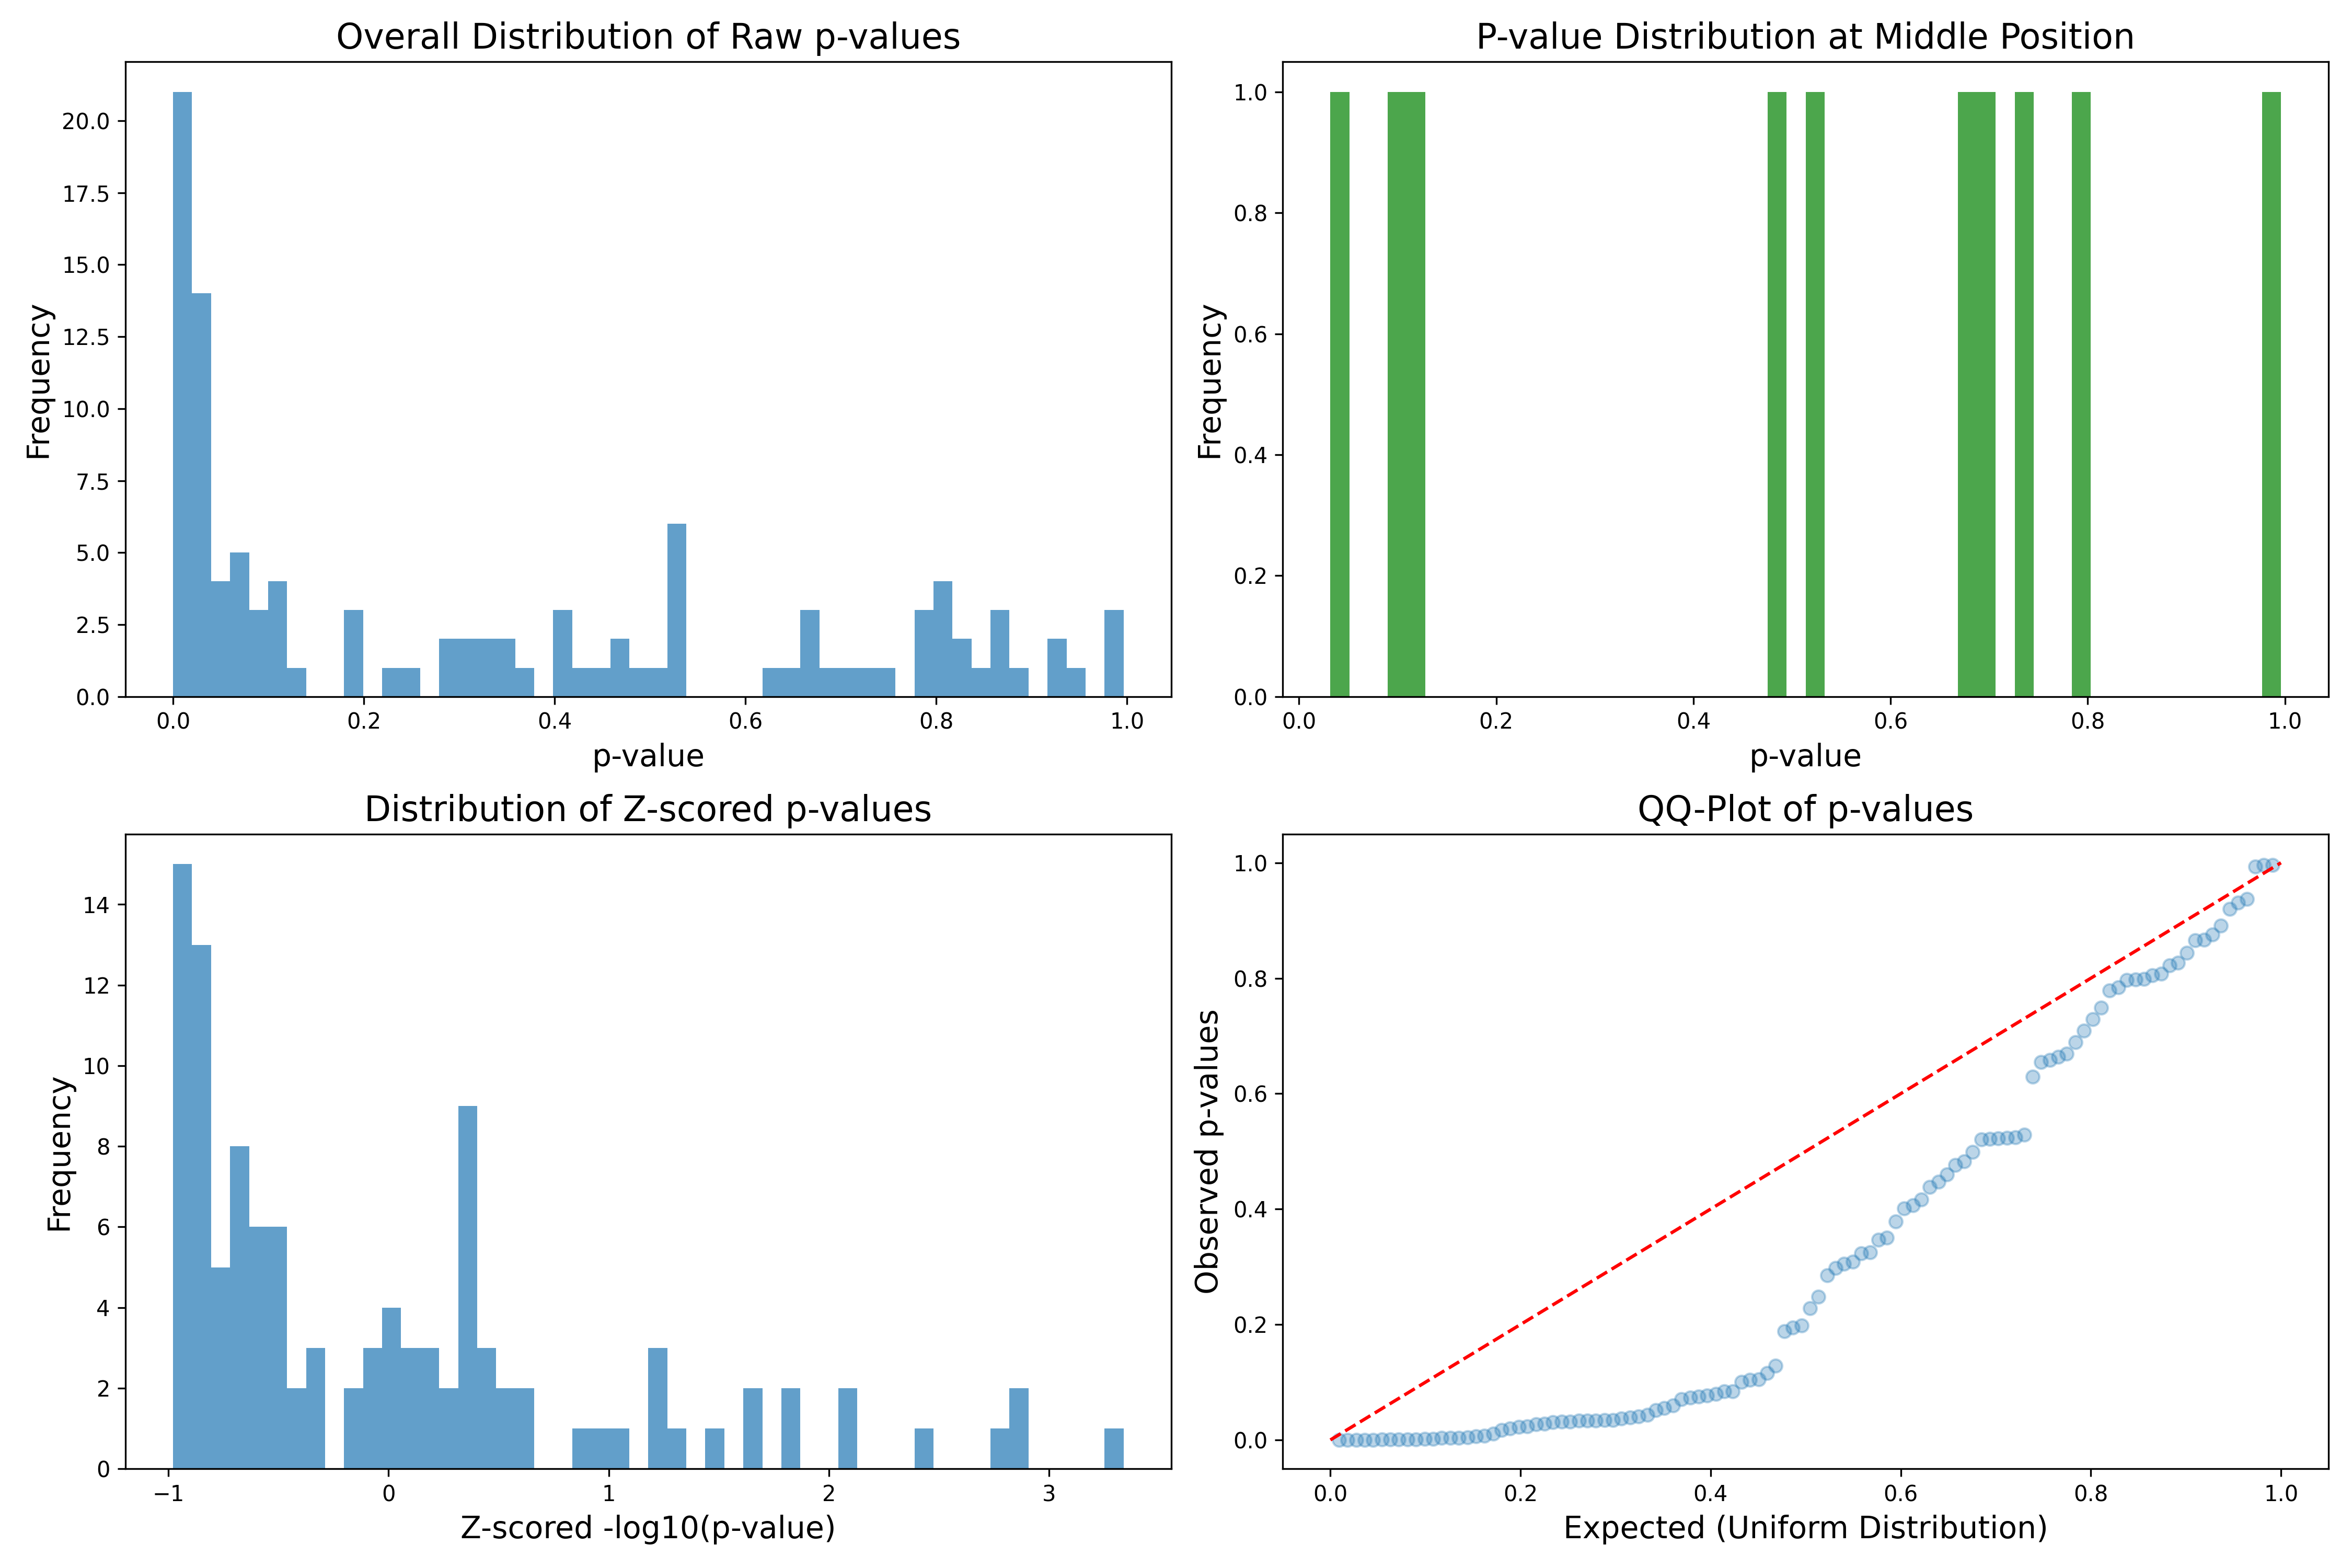 Overall Distribution of Raw p-values
Frequency
20.0
17.5
15.0
12.5
10.0
7.5
5.0
2.5
0.0
0.0 0.2 0.4 0.6 0.8 1.0
p-value
P-value Distribution at Middle Position
Frequency
1.0
0.8
0.6
0.4
0.2
0.0
0.0 0.2 0.4 0.6 0.8 1.0
p-value
Distribution of Z-scored p-values
Frequency
14
12
10
8
6
4
2
0
−1 0 1 2 3
Z-scored -log10(p-value)
QQ-Plot of p-values
Observed p-values
1.0
0.8
0.6
0.4
0.2
0.0
0.0 0.2 0.4 0.6 0.8 1.0
Expected (Uniform Distribution)